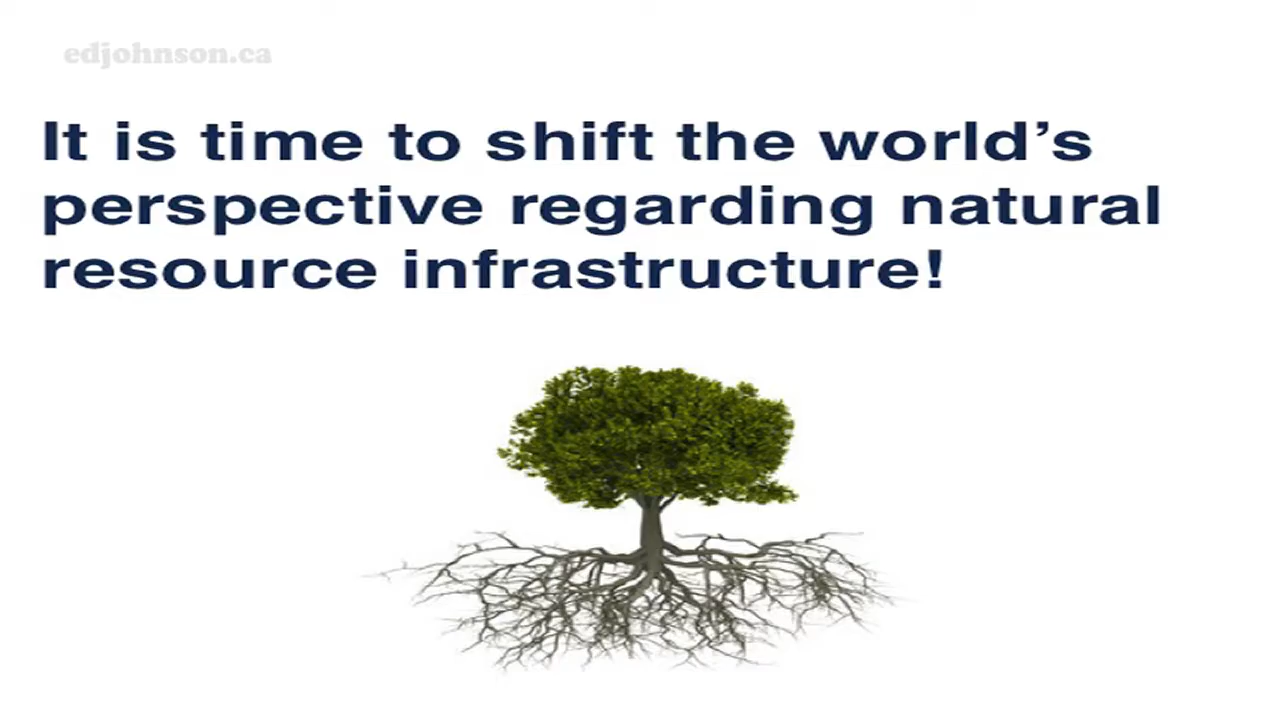 edjohnson.ca
It is time to shift the world’s
perspective regarding natural
resource infrastructure!